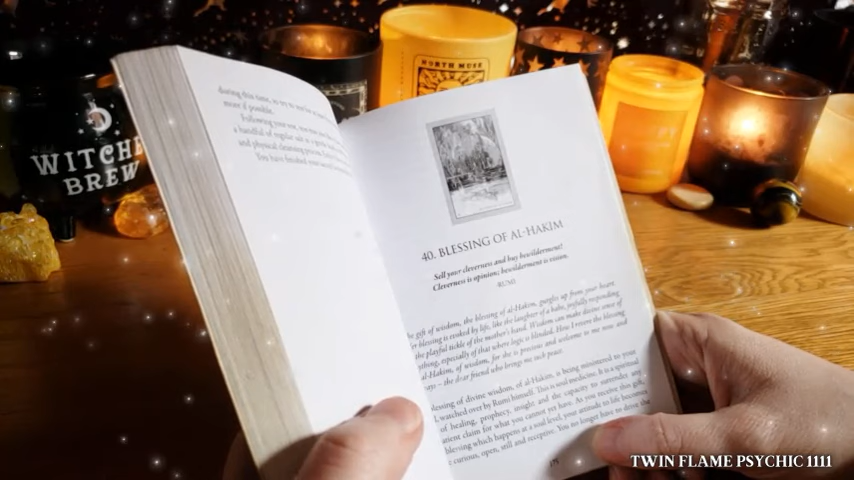 WITCHE
BREW
NORTH MUSE
during this time, so try to
more if possible.
Following your rest,
a handful of regular salt in a
and physical cleansing process.
You have finished your
40. BLESSING OF AL-HAKIM
Sell your cleverness and buy bewilderment!
Cleverness is opinion; bewilderment is vision.
RUMI
gift of wisdom, the blessing of al-Hakim, gurgles up from your heart.
blessing is evoked by life, like the laughter of a baby, joyfully responding
the playful tickle of the mother's hand. Wisdom can make divine sense of
especially of that where logic is blinded. How I revere the blessing
al-Hakim, of wisdom, for she is precious and welcome in me now and
the dear friend who brings me such peace.
blessing of divine wisdom, of al-Hakim, is being ministered to your
watched over by Rumi himself. This is soul medicine. It is a spiritual
of healing, prophecy, insight and the capacity to surrender any
claim for what you cannot yet have. As you receive this gift,
blessing which happens at a soul level, your attitude to life becomes
curious, open, still and receptive. You no longer have to drive the
TWIN FLAME PSYCHIC 1111